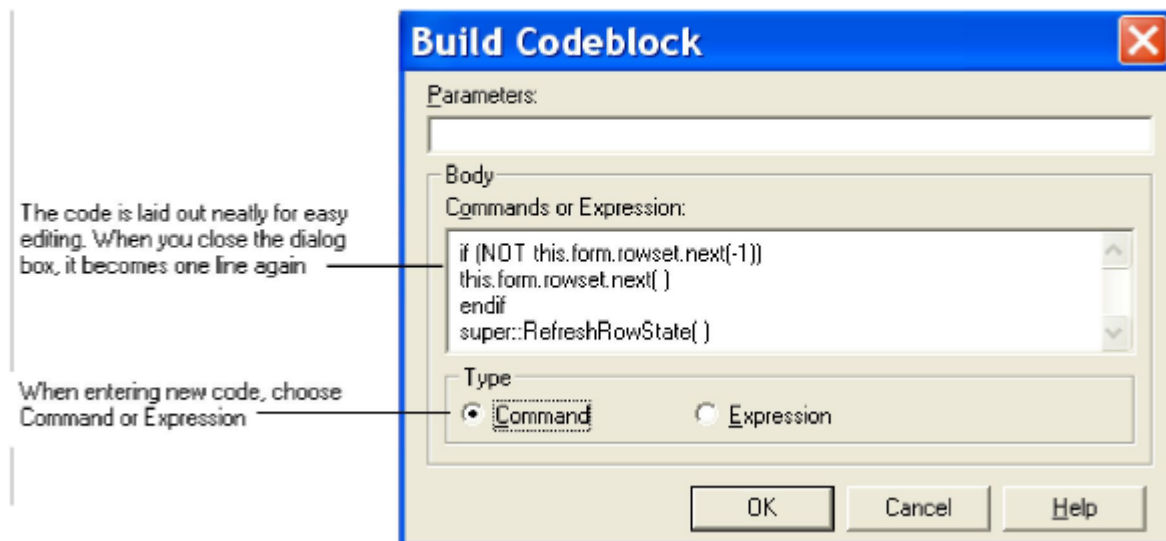 Build Codeblock
Parameters:
Body
Commands or Expression:
The code is laid out neatly for easy
editing. When you close the dialog
box, it becomes one line again
if (NOT this.form.rowset.next(-1))
this.form.rowset.next( )
endif
super::RefreshRowState( )
Type
When entering new code, choose
Command or Expression
Command
Expression
OK
Cancel
Help